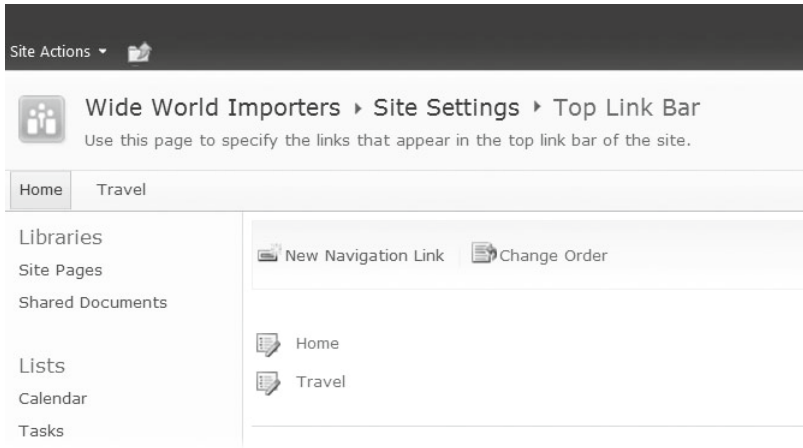 Site Actions
Wide World Importers ▸ Site Settings ▸ Top Link Bar
Use this page to specify the links that appear in the top link bar of the site.
Home Travel
Libraries
Site Pages
Shared Documents
Lists
Calendar
Tasks
New Navigation Link Change Order
Home
Travel